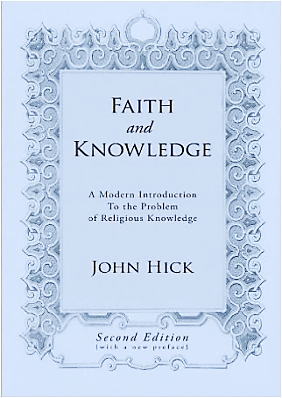 FAITH
and
KNOWLEDGE
A Modern Introduction
To the Problem
of Religious Knowledge
JOHN HICK
Second Edition
[with a new preface]